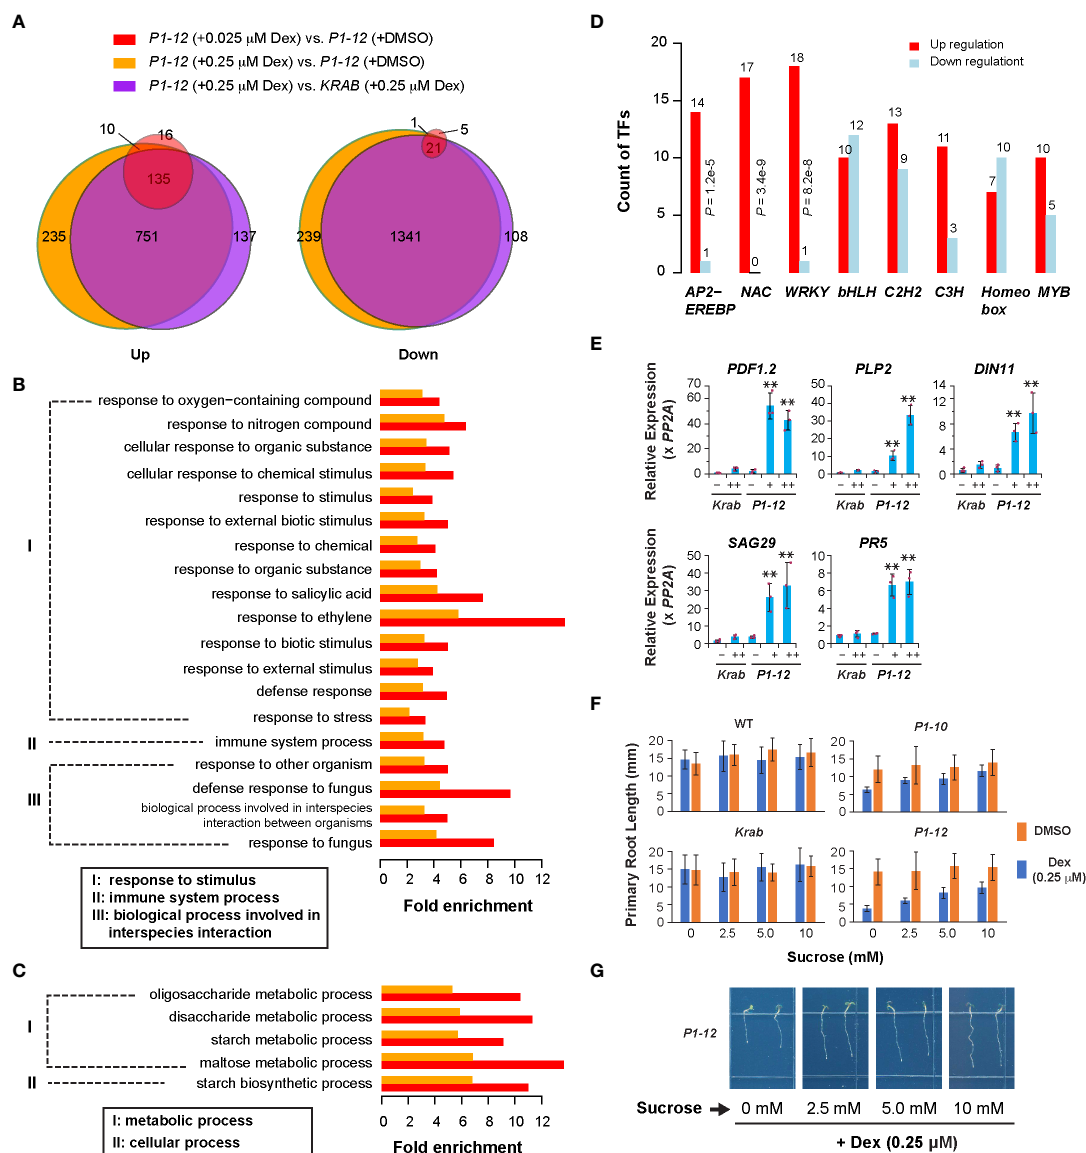 A
P1-12 (+0.025 μM Dex) vs. P1-12 (+DMSO)
P1-12 (+0.25 μM Dex) vs. P1-12 (+DMSO)
P1-12 (+0.25 μM Dex) vs. KRAB (+0.25 μM Dex)
10 16
135
235 751 137
Up
1 5
21
239 1341 108
Down
B
response to oxygen−containing compound
response to nitrogen compound
cellular response to organic substance
cellular response to chemical stimulus
response to stimulus
response to external biotic stimulus
I
response to chemical
response to organic substance
response to salicylic acid
response to ethylene
response to biotic stimulus
response to external stimulus
defense response
response to stress
II
immune system process
response to other organism
defense response to fungus
III
biological process involved in interspecies
interaction between organisms
response to fungus
0 2 4 6 8 10 12
Fold enrichment
I: response to stimulus
II: immune system process
III: biological process involved in
interspecies interaction
C
oligosaccharide metabolic process
disaccharide metabolic process
I
starch metabolic process
maltose metabolic process
II
starch biosynthetic process
0 2 4 6 8 10 12
Fold enrichment
I: metabolic process
II: cellular process
D
Up regulation
Down regulationt
Count of TFs
20
15
10
5
0
14 1 P = 1.2e-5
17 0 P = 3.4e-9
18 1 P = 8.2e-8
10 12
13 9
11 3
7 10
10 5
AP2− NAC WRKY bHLH C2H2 C3H Homeo MYB
EREBP box
E
Relative Expression
(x PP2A)
PDF1.2
70
60
40
20
0
** **
− ++ − + ++
Krab P1-12
PLP2
50
40
30
20
10
0
** **
− ++ − + ++
Krab P1-12
DIN11
14
12
8
4
0
** **
− ++ − + ++
Krab P1-12
Relative Expression
(x PP2A)
SAG29
50
40
30
20
10
0
** **
− ++ − + ++
Krab P1-12
PR5
10
8
6
4
2
0
** **
− ++ − + ++
Krab P1-12
F
Primary Root Length (mm)
WT
20
15
10
5
0
P1-10
20
15
10
5
0
Krab
20
15
10
5
0
0 2.5 5.0 10
P1-12
20
15
10
5
0
0 2.5 5.0 10
Sucrose (mM)
DMSO
Dex
(0.25 μM)
G
P1-12
Sucrose 0 mM 2.5 mM 5.0 mM 10 mM
+ Dex (0.25 μM)